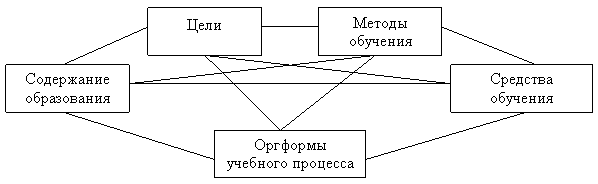 Цели
Методы
обучения
Содержание
образования
Средства
обучения
Оргформы
учебного процесса